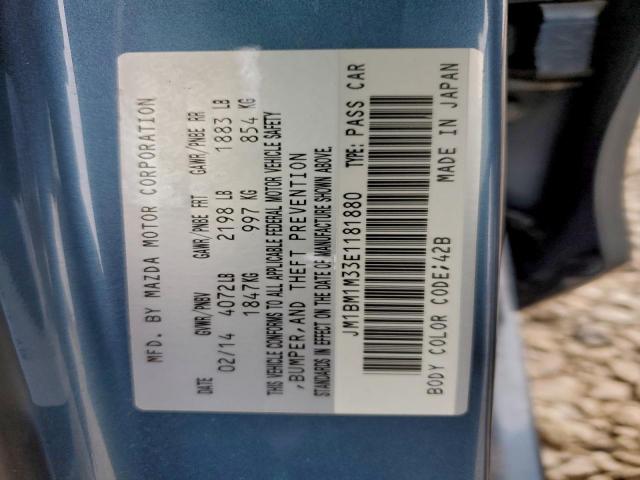 MFD. BY MAZDA MOTOR CORPORATION
DATE GVWR/PNBV GAWR/PNBE FRT GAWR/PNBE RR
02/14 4072LB 2198 LB 1883 LB
1847KG 997 KG 854 KG
THIS VEHICLE CONFORMS TO ALL APPLICABLE FEDERAL MOTOR VEHICLE SAFETY
,BUMPER,AND THEFT PREVENTION
STANDARDS IN EFFECT ON THE DATE OF MANUFACTURE SHOWN ABOVE.
JM1BM1M33E1181880 TYPE: PASS CAR
BODY COLOR CODE;42B MADE IN JAPAN